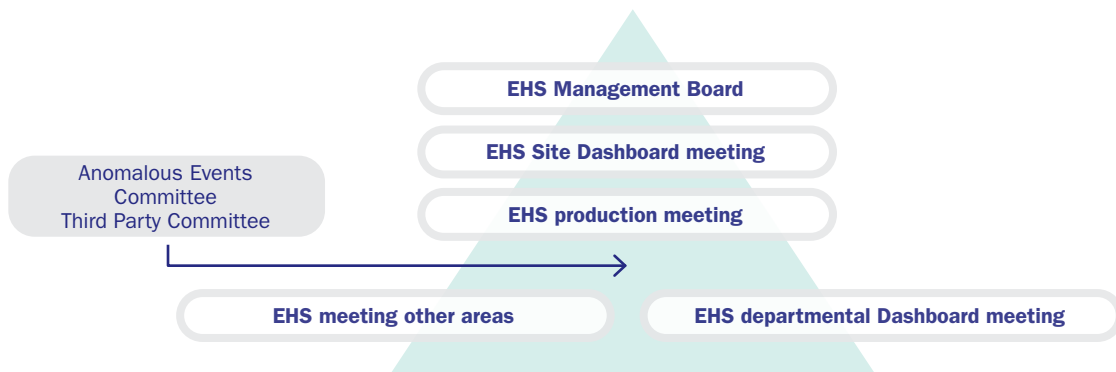 EHS Management Board
EHS Site Dashboard meeting
EHS production meeting
Anomalous Events
Committee
Third Party Committee
EHS meeting other areas
EHS departmental Dashboard meeting